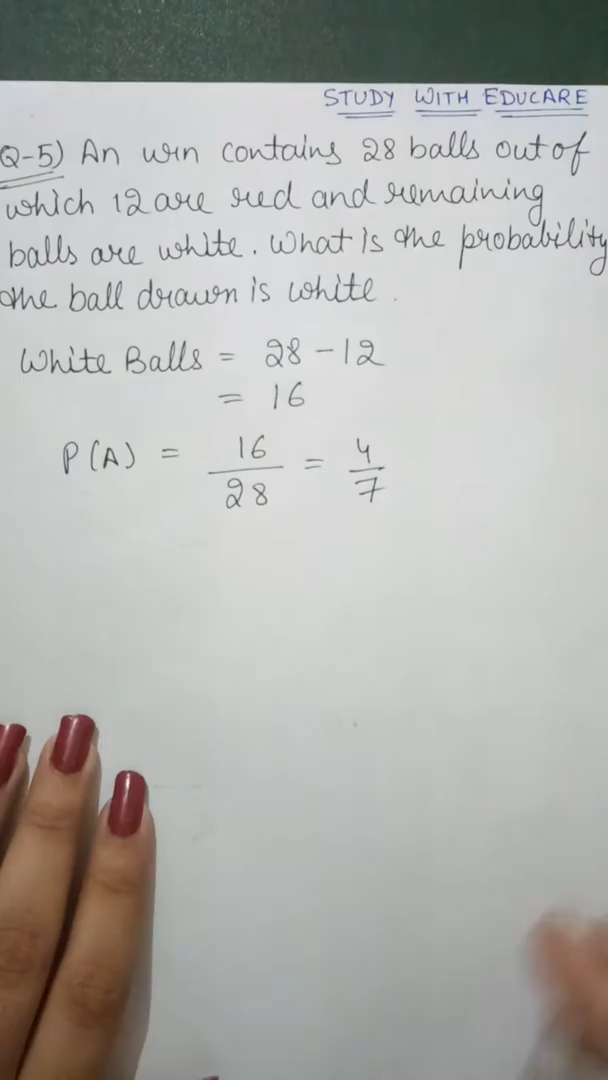 STUDY WITH EDUCARE
Q-5) An urn contains 28 balls out of
which 12 are red and remaining
balls are white. What is the probability
the ball drawn is white.
White Balls = 28 - 12
= 16
P(A) = 16/28 = 4/7